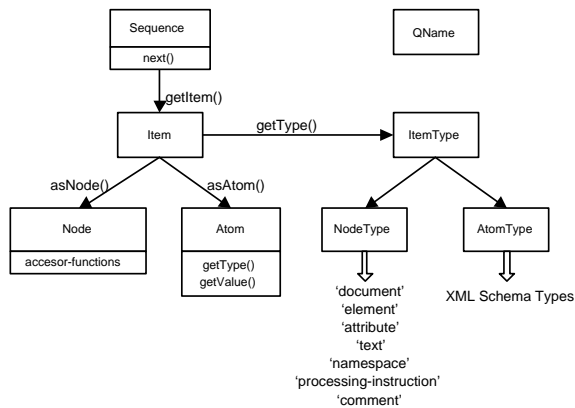 Sequence
QName
next()
getItem()
Item
getType()
ItemType
asNode()
asAtom()
Node
Atom
NodeType
AtomType
accesor-functions
getType()
getValue()
‘document’
‘element’
‘attribute’
‘text’
‘namespace’
‘processing-instruction’
‘comment’
XML Schema Types